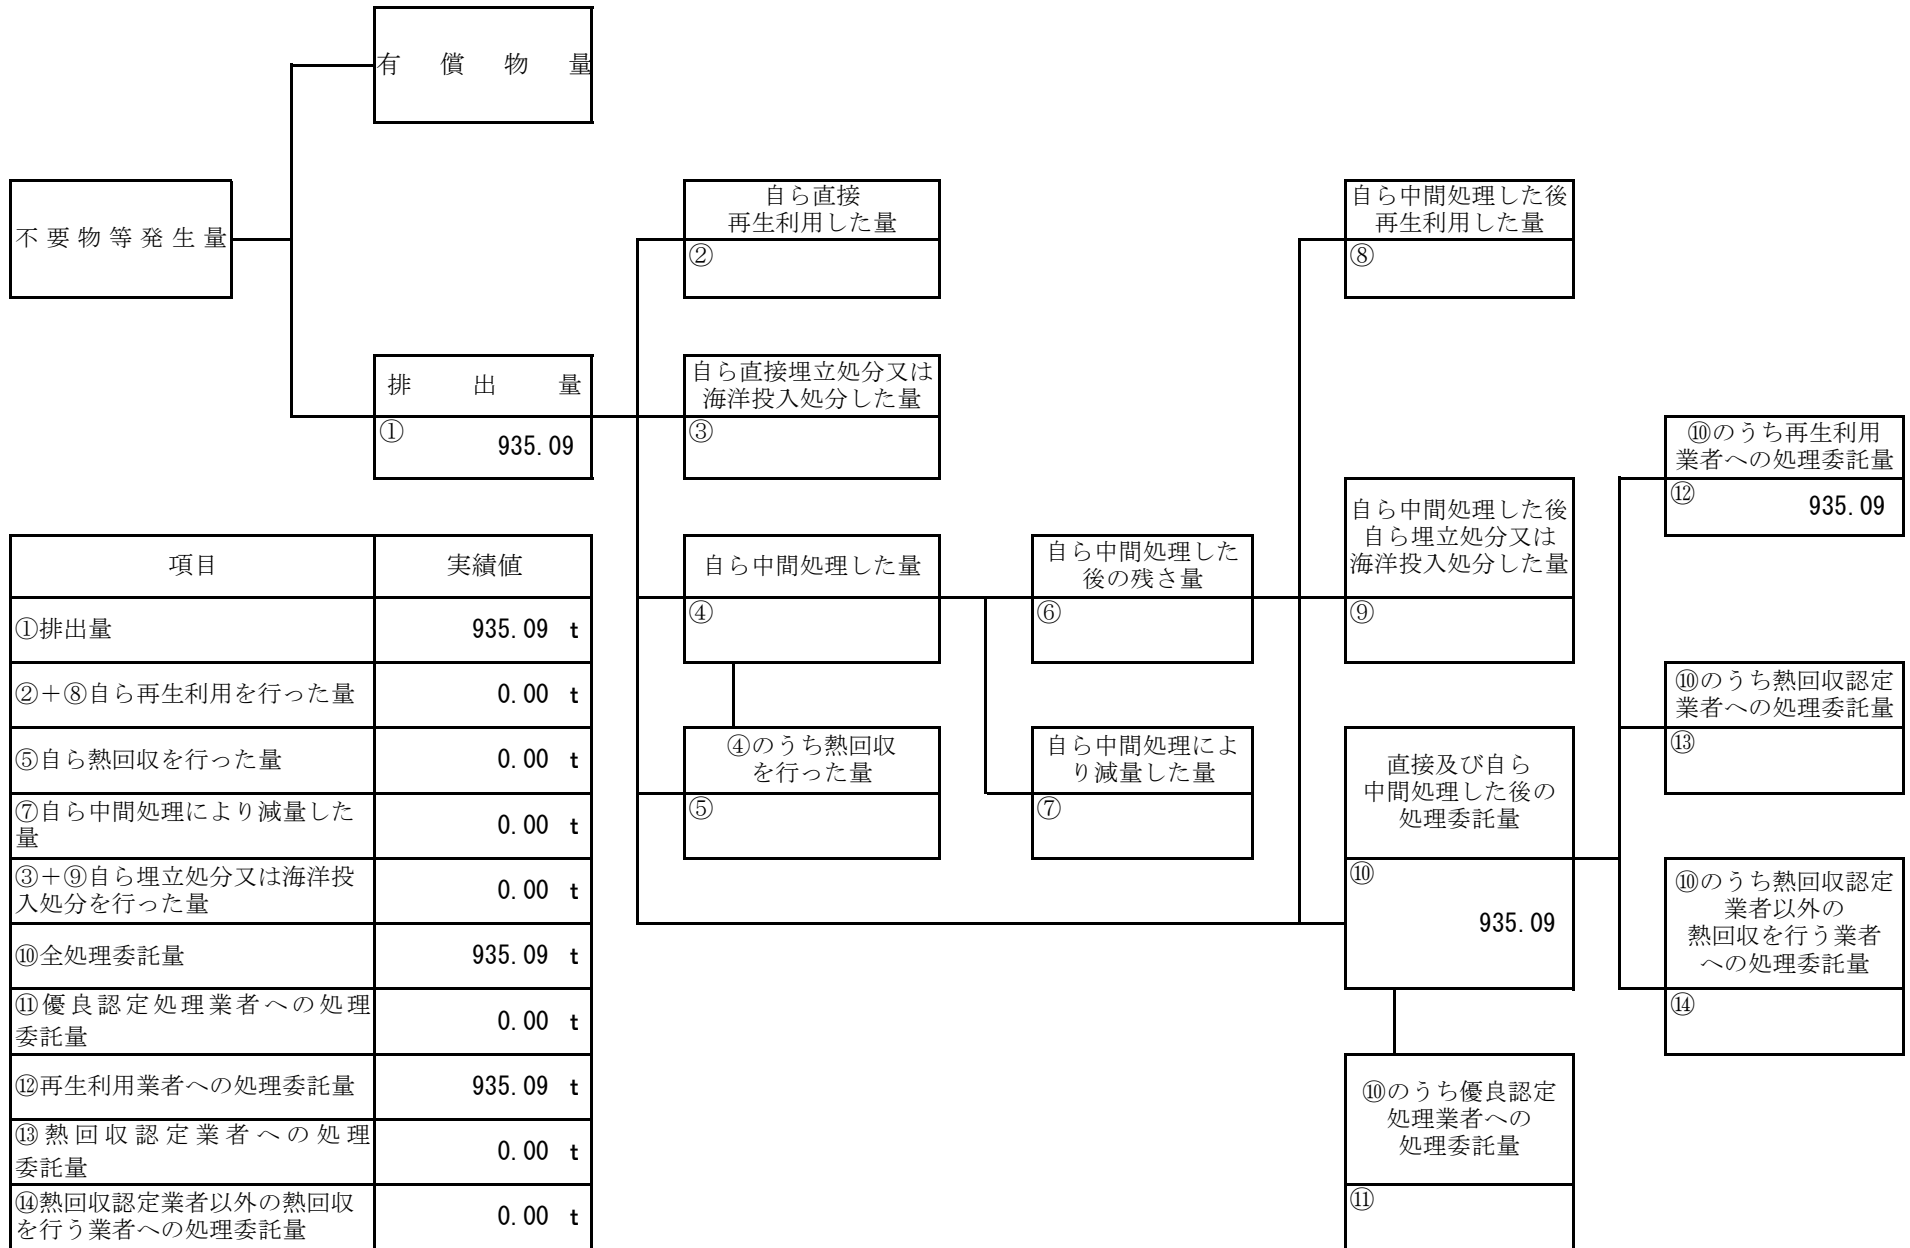 有償物量
不要物等発生量
排出量
①
935.09
自ら直接
再生利用した量
②
自ら直接埋立処分又は
海洋投入処分した量
③
自ら中間処理した量
④
④のうち熱回収
を行った量
⑤
自ら中間処理した
後の残さ量
⑥
自ら中間処理によ
り減量した量
⑦
自ら中間処理した後
再生利用した量
⑧
自ら中間処理した後
自ら埋立処分又は
海洋投入処分した量
⑨
直接及び自ら
中間処理した後の
処理委託量
⑩
935.09
⑩のうち優良認定
処理業者への
処理委託量
⑪
⑩のうち再生利用
業者への処理委託量
⑫
935.09
⑩のうち熱回収認定
業者への処理委託量
⑬
⑩のうち熱回収認定
業者以外の
熱回収を行う業者
への処理委託量
⑭
項目 実績値
①排出量 935.09 t
②＋⑧自ら再生利用を行った量 0.00 t
⑤自ら熱回収を行った量 0.00 t
⑦自ら中間処理により減量した
量 0.00 t
③＋⑨自ら埋立処分又は海洋投
入処分を行った量 0.00 t
⑩全処理委託量 935.09 t
⑪優良認定処理業者への処理
委託量 0.00 t
⑫再生利用業者への処理委託量 935.09 t
⑬熱回収認定業者への処理
委託量 0.00 t
⑭熱回収認定業者以外の熱回収
を行う業者への処理委託量 0.00 t